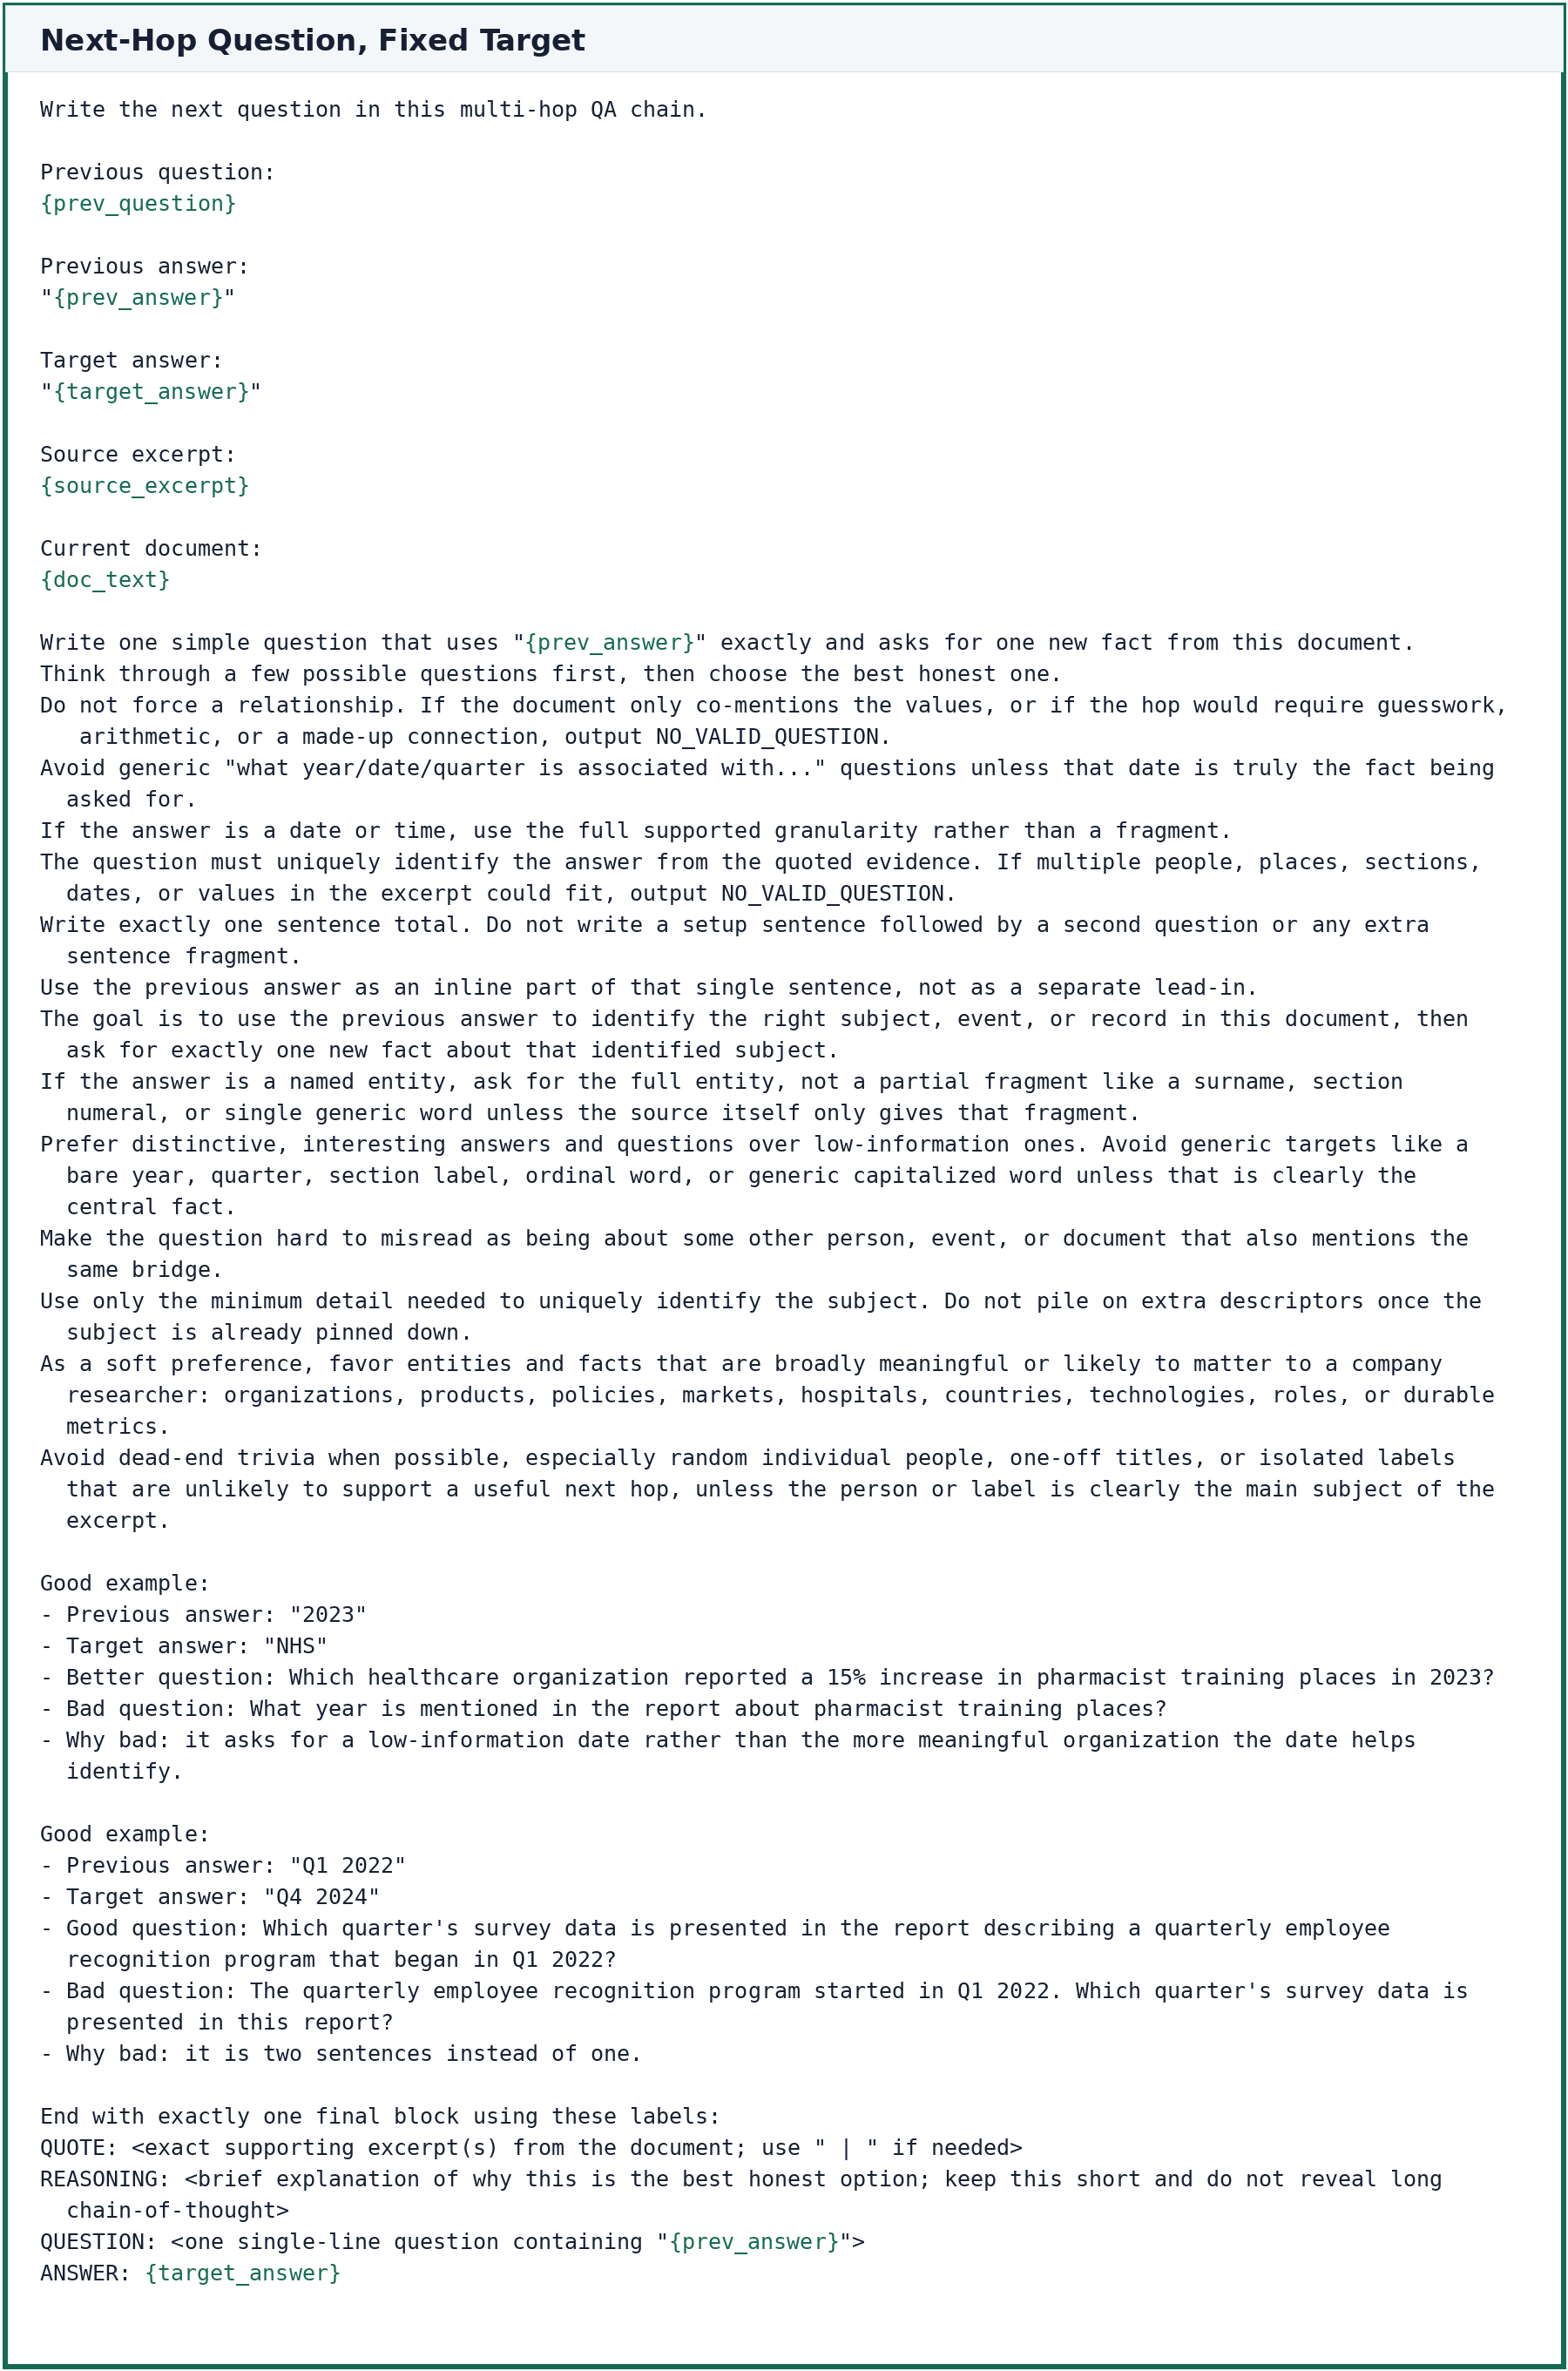 Next-Hop Question, Fixed Target
Write the next question in this multi-hop QA chain.
Previous question:
{prev_question}
Previous answer:
"{prev_answer}"
Target answer:
"{target_answer}"
Source excerpt:
{source_excerpt}
Current document:
{doc_text}
Write one simple question that uses "{prev_answer}" exactly and asks for one new fact from this document.
Think through a few possible questions first, then choose the best honest one.
Do not force a relationship. If the document only co-mentions the values, or if the hop would require guesswork,
arithmetic, or a made-up connection, output NO_VALID_QUESTION.
Avoid generic "what year/date/quarter is associated with..." questions unless that date is truly the fact being
asked for.
If the answer is a date or time, use the full supported granularity rather than a fragment.
The question must uniquely identify the answer from the quoted evidence. If multiple people, places, sections,
dates, or values in the excerpt could fit, output NO_VALID_QUESTION.
Write exactly one sentence total. Do not write a setup sentence followed by a second question or any extra
sentence fragment.
Use the previous answer as an inline part of that single sentence, not as a separate lead-in.
The goal is to use the previous answer to identify the right subject, event, or record in this document, then
ask for exactly one new fact about that identified subject.
If the answer is a named entity, ask for the full entity, not a partial fragment like a surname, section
numeral, or single generic word unless the source itself only gives that fragment.
Prefer distinctive, interesting answers and questions over low-information ones. Avoid generic targets like a
bare year, quarter, section label, ordinal word, or generic capitalized word unless that is clearly the
central fact.
Make the question hard to misread as being about some other person, event, or document that also mentions the
same bridge.
Use only the minimum detail needed to uniquely identify the subject. Do not pile on extra descriptors once the
subject is already pinned down.
As a soft preference, favor entities and facts that are broadly meaningful or likely to matter to a company
researcher: organizations, products, policies, markets, hospitals, countries, technologies, roles, or durable
metrics.
Avoid dead-end trivia when possible, especially random individual people, one-off titles, or isolated labels
that are unlikely to support a useful next hop, unless the person or label is clearly the main subject of the
excerpt.
Good example:
- Previous answer: "2023"
- Target answer: "NHS"
- Better question: Which healthcare organization reported a 15% increase in pharmacist training places in 2023?
- Bad question: What year is mentioned in the report about pharmacist training places?
- Why bad: it asks for a low-information date rather than the more meaningful organization the date helps
identify.
Good example:
- Previous answer: "Q1 2022"
- Target answer: "Q4 2024"
- Good question: Which quarter's survey data is presented in the report describing a quarterly employee
recognition program that began in Q1 2022?
- Bad question: The quarterly employee recognition program started in Q1 2022. Which quarter's survey data is
presented in this report?
- Why bad: it is two sentences instead of one.
End with exactly one final block using these labels:
QUOTE: <exact supporting excerpt(s) from the document; use " | " if needed>
REASONING: <brief explanation of why this is the best honest option; keep this short and do not reveal long
chain-of-thought>
QUESTION: <one single-line question containing "{prev_answer}">
ANSWER: {target_answer}